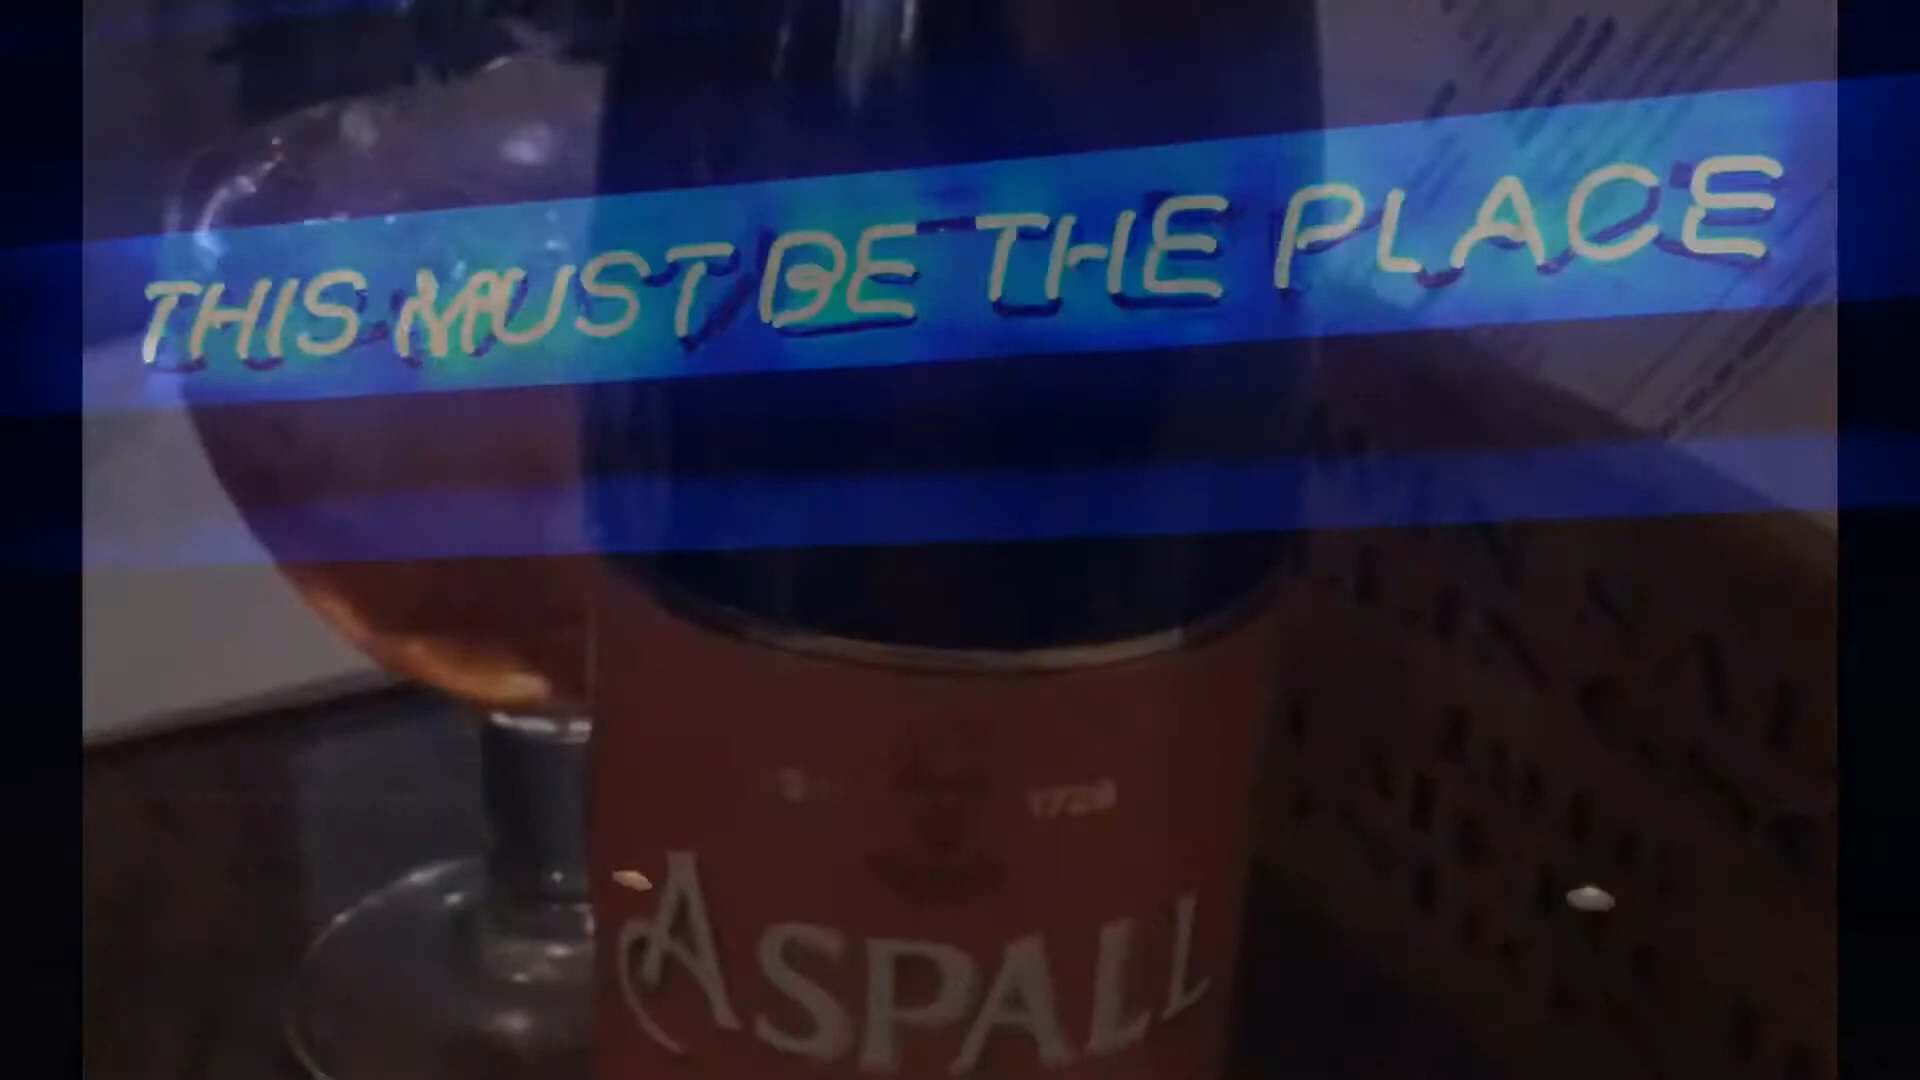 THIS MUST BE THE PLACE
1728
ASPALL